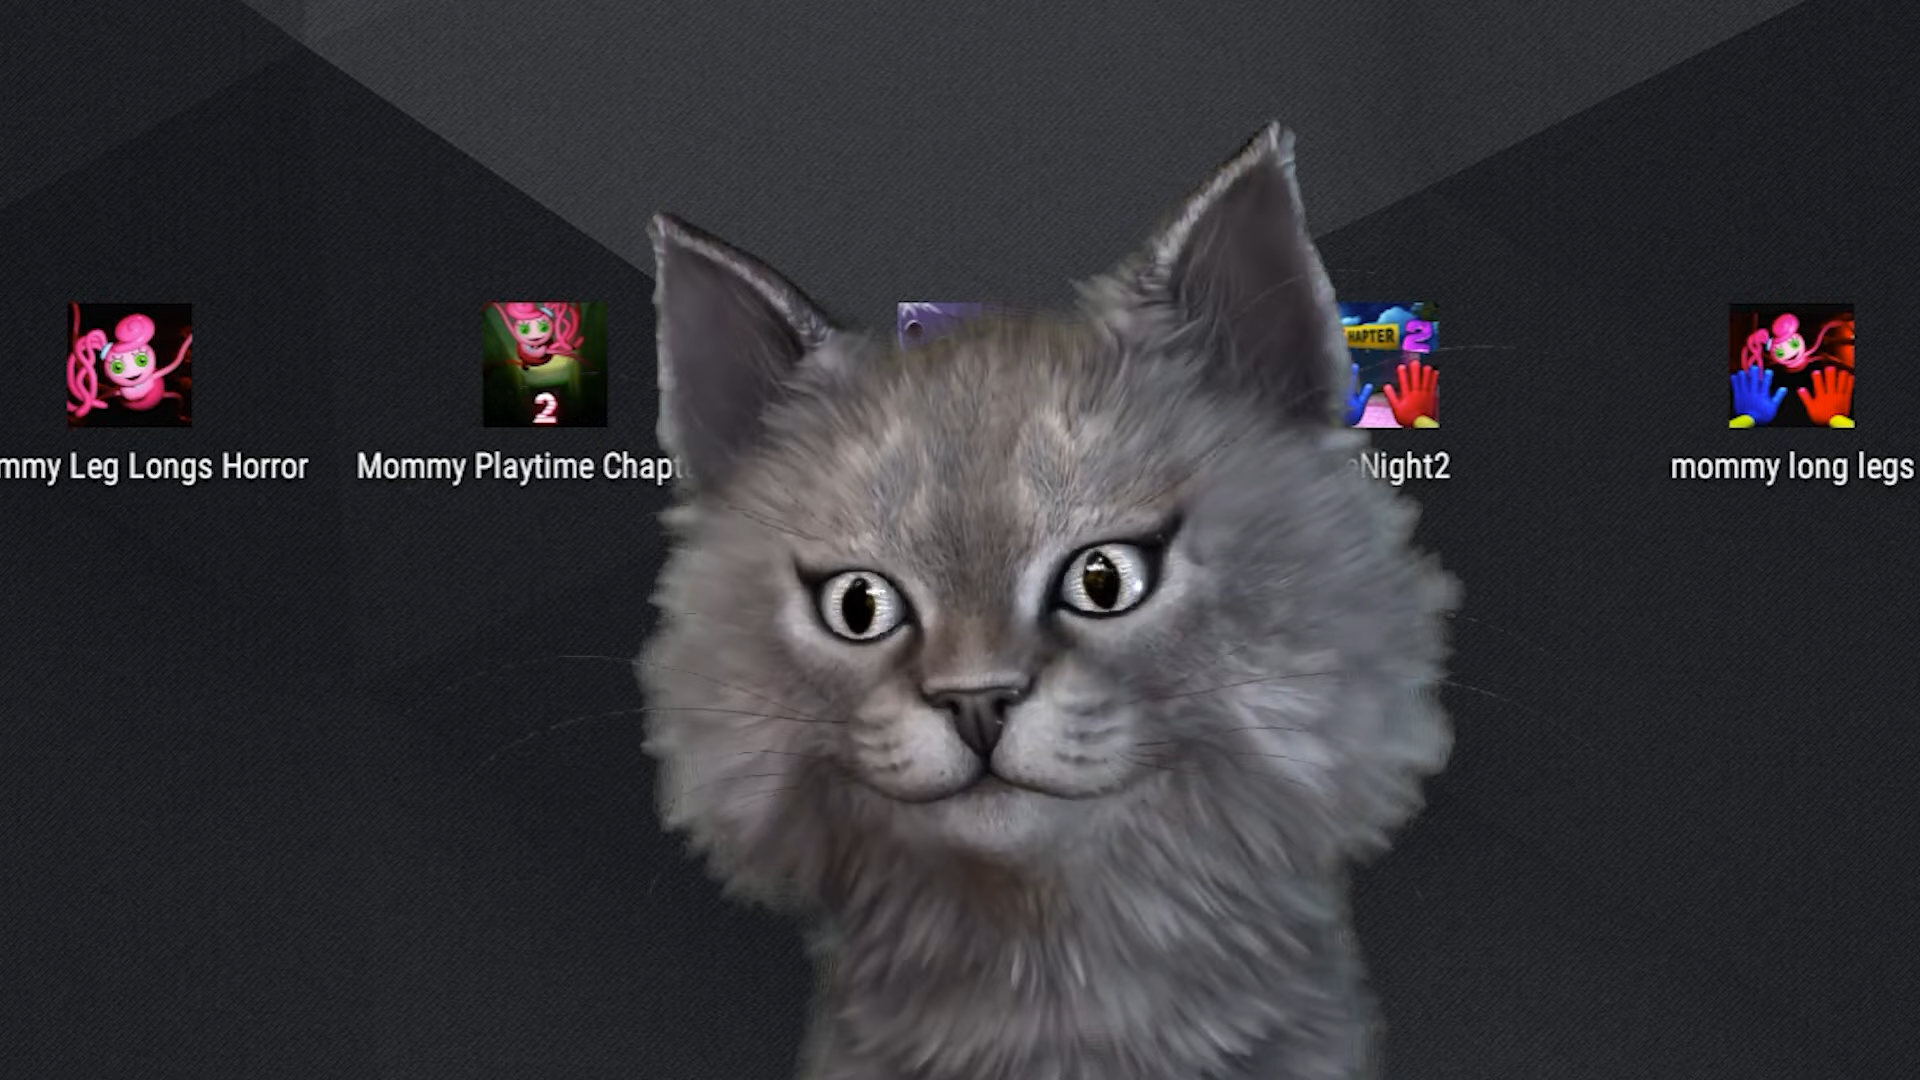 HAPTER 2
2
mmy Leg Longs Horror
Mommy Playtime Chapt
Night2
mommy long legs